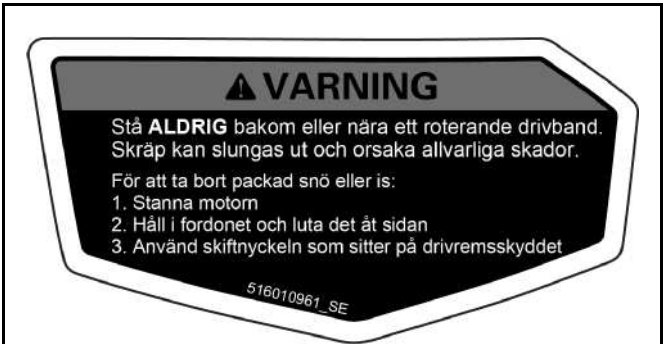 VARNING
Stå ALDRIG bakom eller nära ett roterande drivband.
Skräp kan slungas ut och orsaka allvarliga skador.
För att ta bort packad snö eller is:
1. Stanna motorn
2. Håll i fordonet och luta det åt sidan
3. Använd skiftnyckeln som sitter på drivremsskyddet
516010961_SE